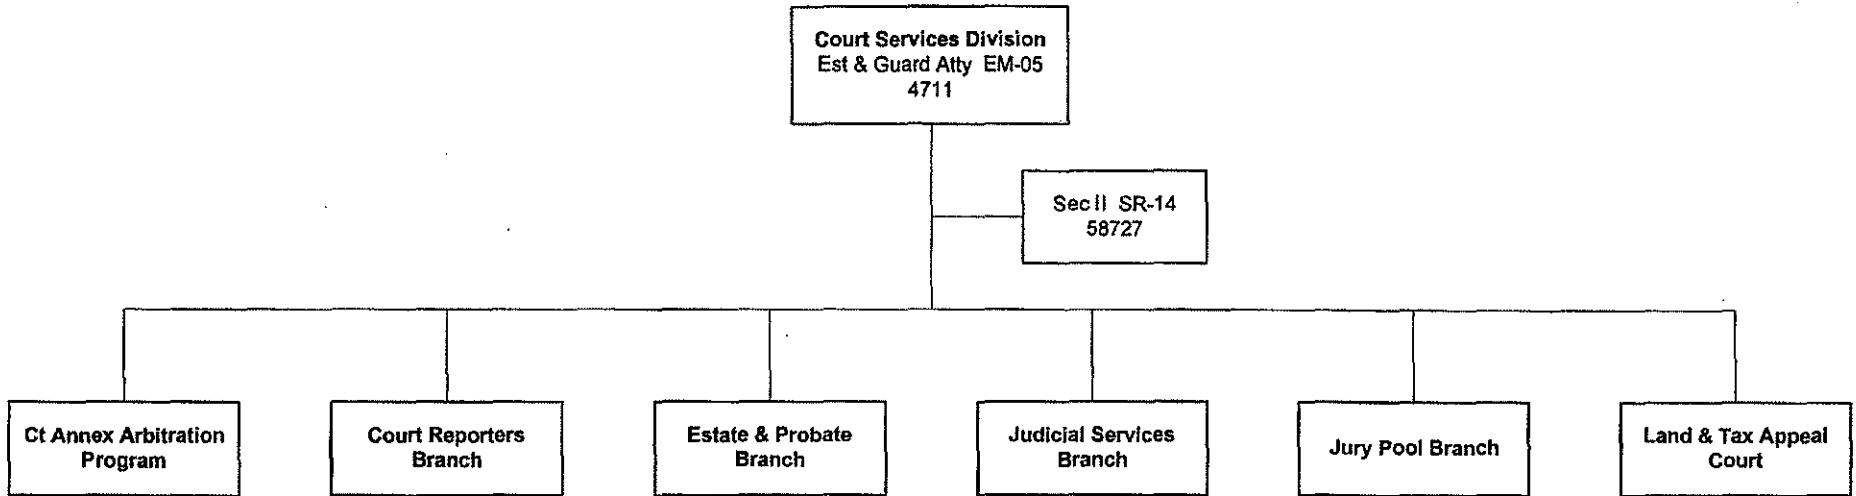 Court Services Division
Est & Guard Atty EM-05
4711
Sec II SR-14
58727
Ct Annex Arbitration
Program
Court Reporters
Branch
Estate & Probate
Branch
Judicial Services
Branch
Jury Pool Branch
Land & Tax Appeal
Court